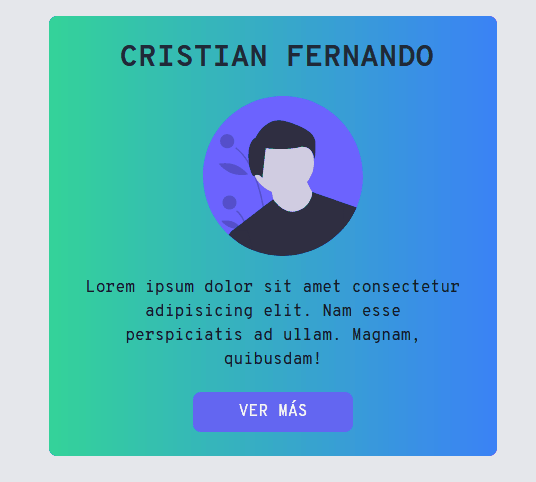 CRISTIAN FERNANDO
Lorem ipsum dolor sit amet consectetur
adipisicing elit. Nam esse
perspiciatis ad ullam. Magnam,
quibusdam!
VER MÁS